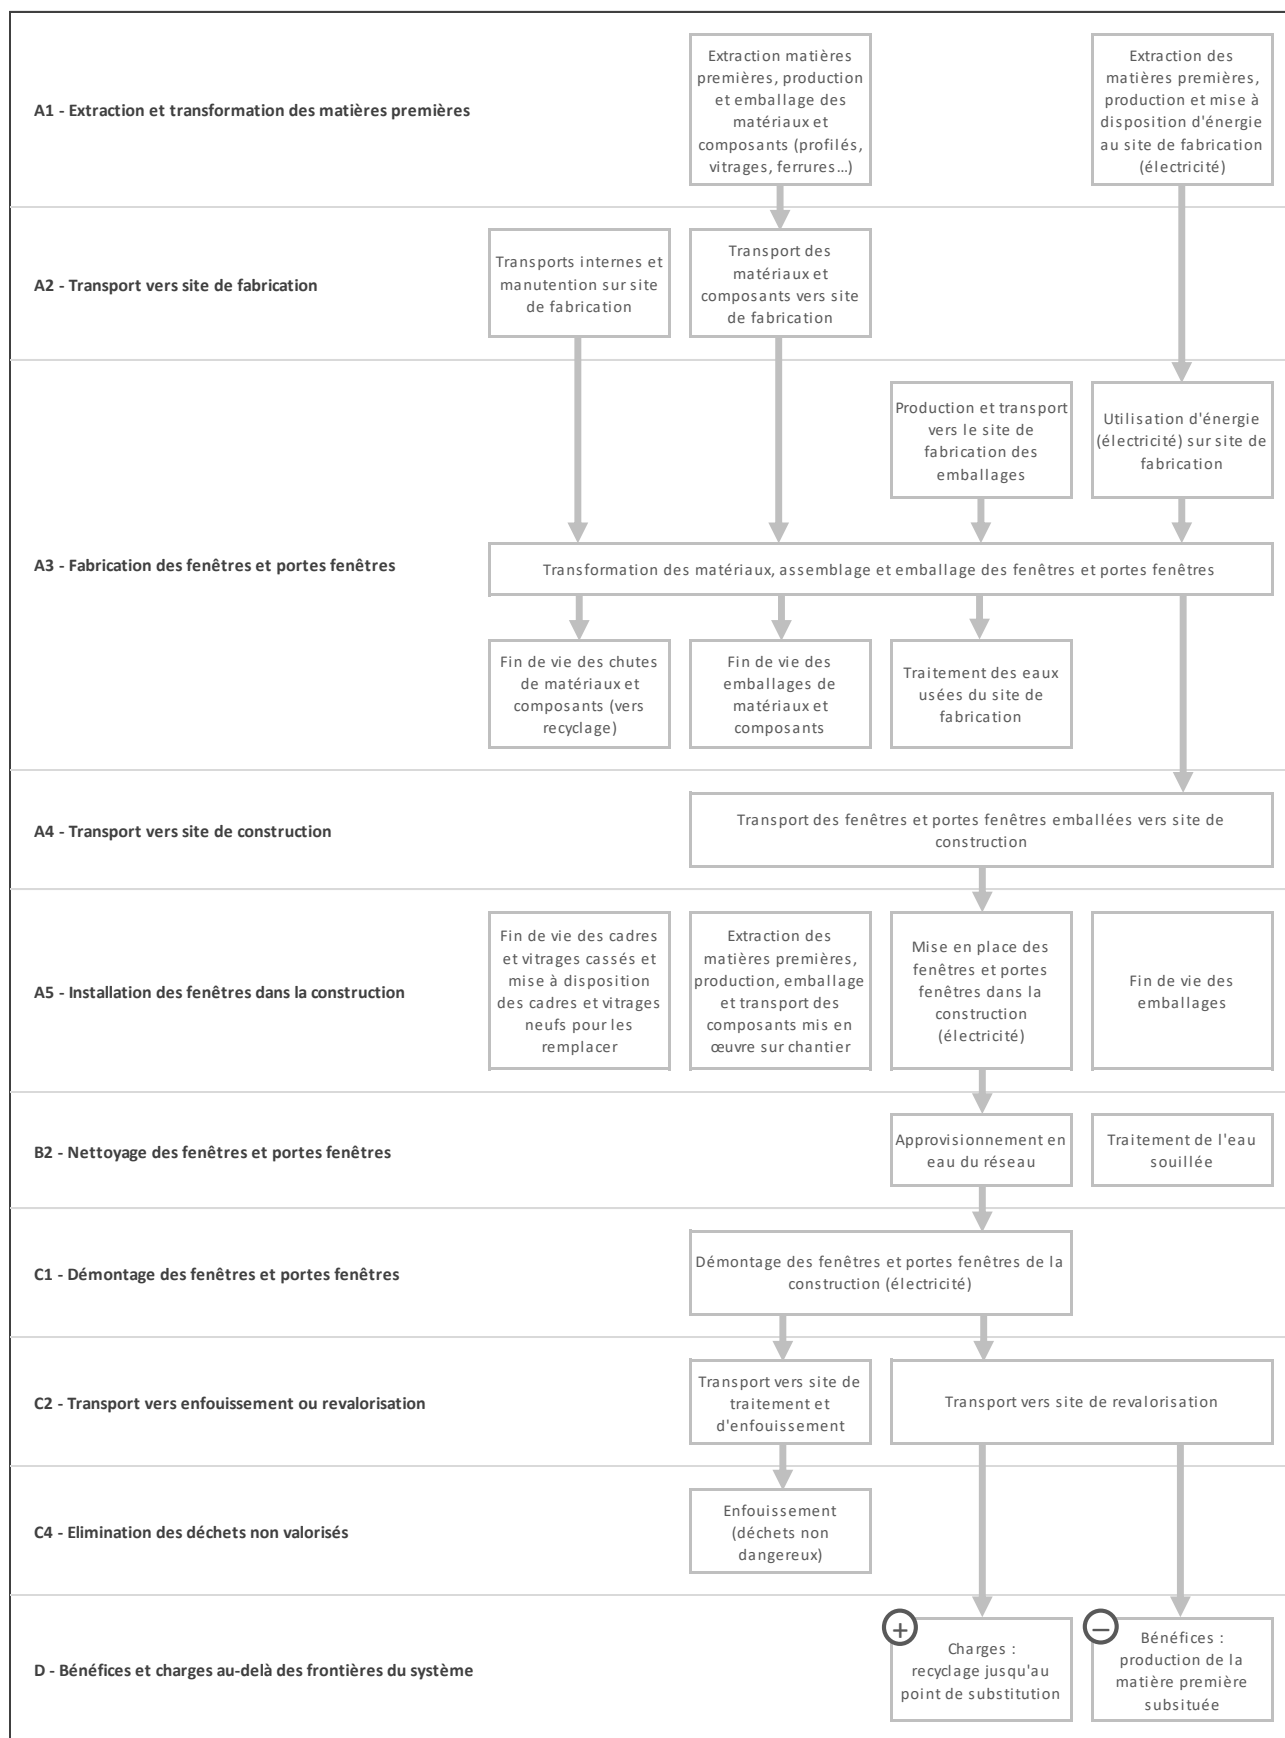 A1 - Extraction et transformation des matières premières
Extraction matières
premières, production
et emballage des
matériaux et
composants (profilés,
vitrages, ferrures…)
Extraction des
matières premières,
production et mise à
disposition d'énergie
au site de fabrication
(électricité)
A2 - Transport vers site de fabrication
Transports internes et
manutention sur site
de fabrication
Transport des
matériaux et
composants vers site
de fabrication
A3 - Fabrication des fenêtres et portes fenêtres
Production et transport
vers le site de
fabrication des
emballages
Utilisation d'énergie
(électricité) sur site de
fabrication
Transformation des matériaux, assemblage et emballage des fenêtres et portes fenêtres
Fin de vie des chutes
de matériaux et
composants (vers
recyclage)
Fin de vie des
emballages de
matériaux et
composants
Traitement des eaux
usées du site de
fabrication
A4 - Transport vers site de construction
Transport des fenêtres et portes fenêtres emballées vers site de
construction
A5 - Installation des fenêtres dans la construction
Fin de vie des cadres
et vitrages cassés et
mise à disposition
des cadres et vitrages
neufs pour les
remplacer
Extraction des
matières premières,
production, emballage
et transport des
composants mis en
œuvre sur chantier
Mise en place des
fenêtres et portes
fenêtres dans la
construction
(électricité)
Fin de vie des
emballages
B2 - Nettoyage des fenêtres et portes fenêtres
Approvisionnement en
eau du réseau
Traitement de l'eau
souillée
C1 - Démontage des fenêtres et portes fenêtres
Démontage des fenêtres et portes fenêtres de la
construction (électricité)
C2 - Transport vers enfouissement ou revalorisation
Transport vers site de
traitement et
d'enfouissement
Transport vers site de revalorisation
C4 - Elimination des déchets non valorisés
Enfouissement
(déchets non
dangereux)
D - Bénéfices et charges au-delà des frontières du système
+
Charges :
recyclage jusqu'au
point de substitution
–
Bénéfices :
production de la
matière première
subsituée